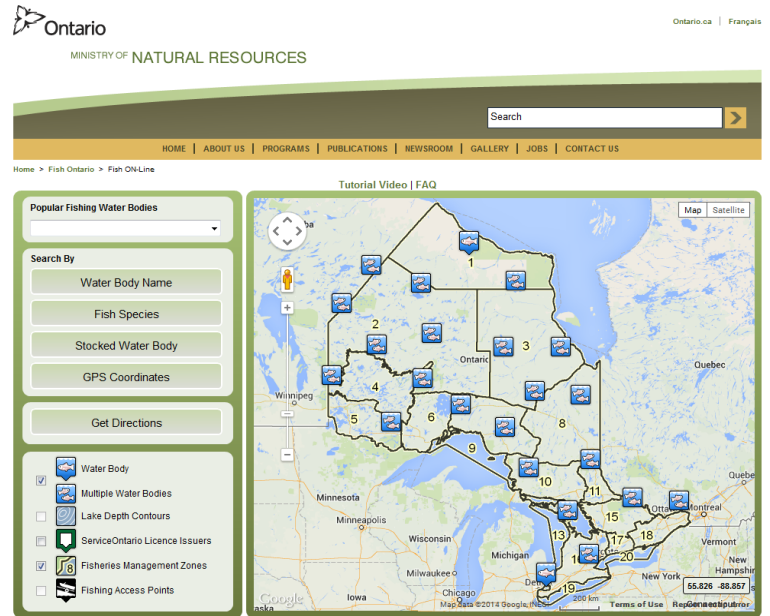 Ontario
Ontario.ca | Français
MINISTRY OF NATURAL RESOURCES
Search
HOME | ABOUT US | PROGRAMS | PUBLICATIONS | NEWSROOM | GALLERY | JOBS | CONTACT US
Home > Fish Ontario > Fish ON-Line
Tutorial Video | FAQ
Popular Fishing Water Bodies
Search By
Water Body Name
Fish Species
Stocked Water Body
GPS Coordinates
Get Directions
Water Body
Multiple Water Bodies
Lake Depth Contours
ServiceOntario Licence Issuers
8
Fisheries Management Zones
Fishing Access Points
Map Satellite
1
2
3
Ontario
Quebec
4
Winnipeg
5
6
8
9
10
11
Minnesota
Minneapolis
Montreal
15
13
17
18
20
Wisconsin
Vermont
Michigan
Milwaukee
New York
New Hampshire
55.826 -88.857
19
Chicago
Iowa
200 km
Google
Map data ©2014 Google,
Terms of Use